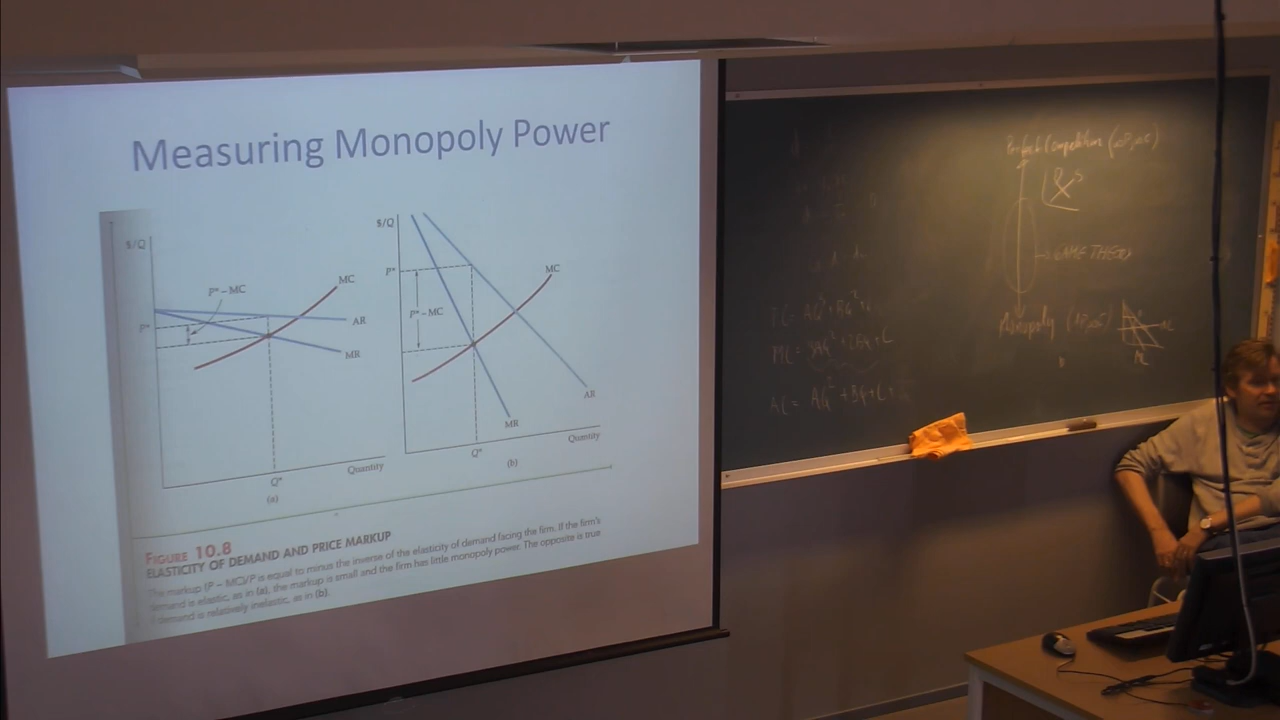 Measuring Monopoly Power
$/Q
P* – MC
P*
MC
AR
MR
Q*
Quantity
(a)
$/Q
P*
P* – MC
MC
AR
MR
Q*
Quantity
(b)
FIGURE 10.8
ELASTICITY OF DEMAND AND PRICE MARKUP
The markup (P – MC)/P is equal to minus the inverse of the elasticity of demand facing the firm. If the firm's
demand is elastic, as in (a), the markup is small and the firm has little monopoly power. The opposite is true
demand is relatively inelastic, as in (b).
Perfect Competition
S
GAME THEORY
Monopoly
TC = AQ³ + BQ²
MC =
AC = AQ² + BQ + C +